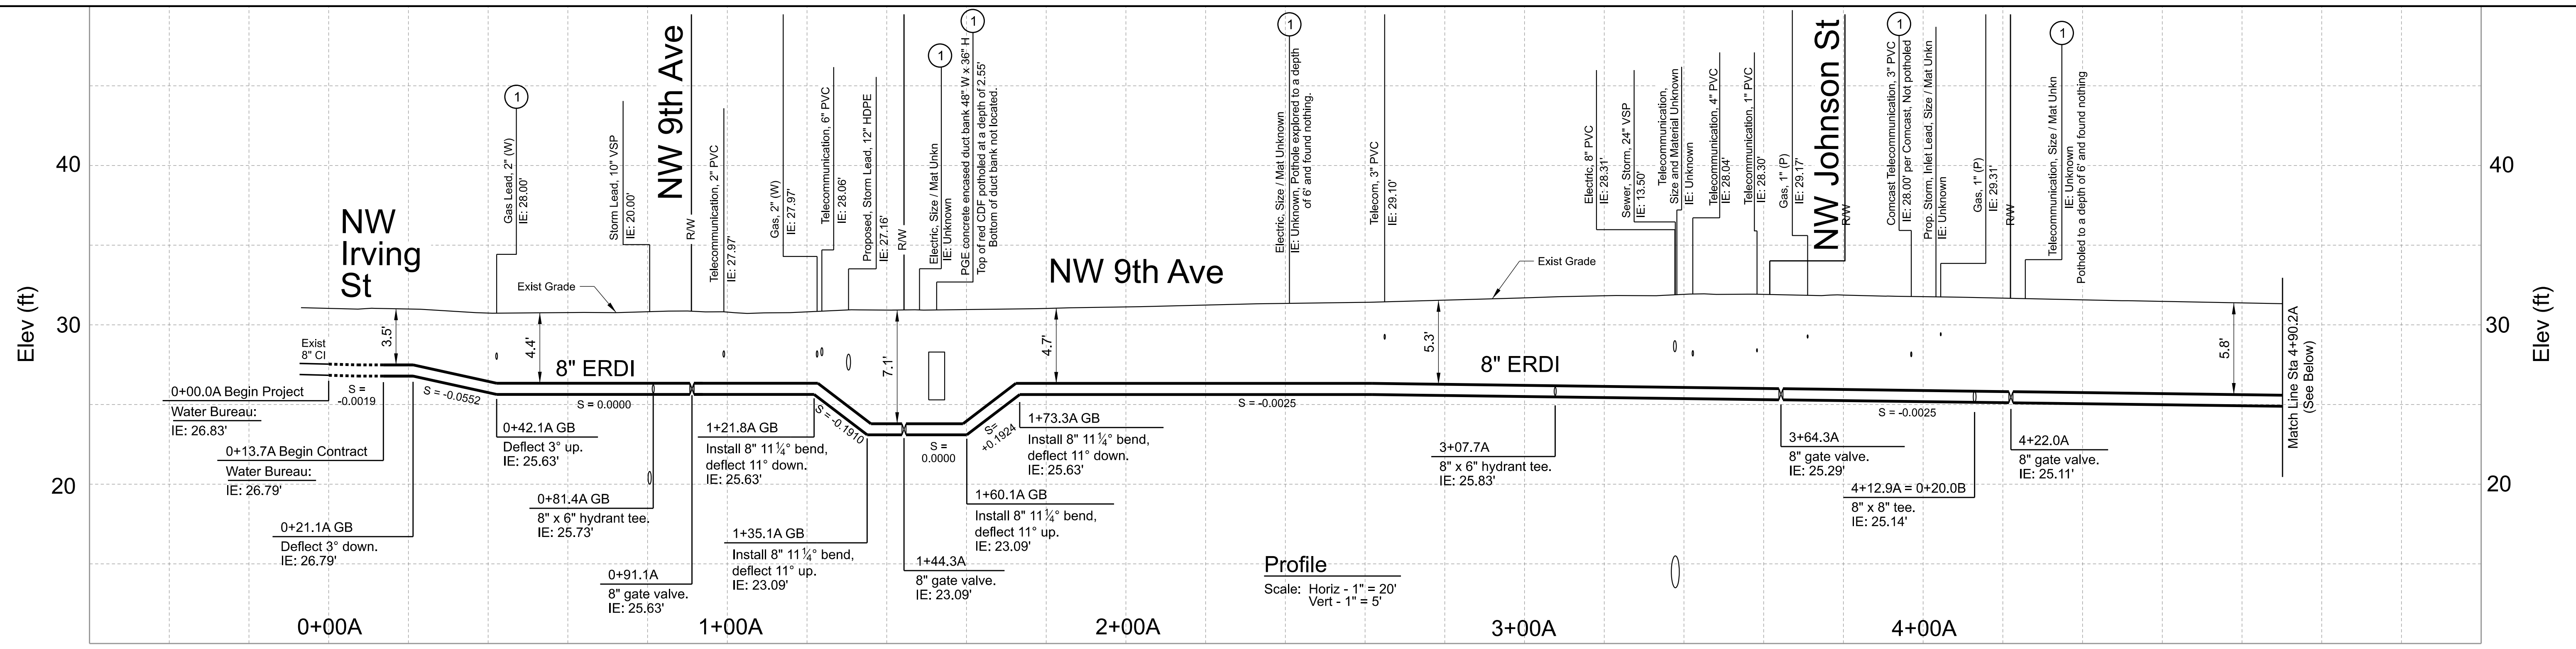 1
Gas Lead, 2" (W)
IE: 28.00'
Storm Lead, 10" VSP
IE: 20.00'
NW 9th Ave
R/W
Telecommunication, 2" PVC
IE: 27.97'
Gas, 2" (W)
IE: 27.97'
Telecommunication, 6" PVC
IE: 28.06'
Proposed, Storm Lead, 12" HDPE
IE: 27.16'
R/W
1
Electric, Size / Mat Unkn
IE: Unknown
1
PGE concrete encased duct bank 48" W x 36" H
Top of red CDF potholed at a depth of 2.55'
Bottom of duct bank not located.
1
Electric, Size / Mat Unknown
IE: Unknown, Pothole explored to a depth
of 6' and found nothing.
Telecom, 3" PVC
IE: 29.10'
Electric, 8" PVC
IE: 28.31'
Sewer, Storm, 24" VSP
IE: 13.50'
Telecommunication,
Size and Material Unknown
IE: Unknown
Telecommunication, 4" PVC
IE: 28.04'
Telecommunication, 1" PVC
IE: 28.30'
Gas, 1" (P)
IE: 29.17'
NW Johnson St
R/W
1
Comcast Telecommunication, 3" PVC
IE: 28.00' per Comcast, Not potholed
Prop. Storm, Inlet Lead, Size / Mat Unkn
IE: Unknown
Gas, 1" (P)
IE: 29.31'
R/W
1
Telecommunication, Size / Mat Unkn
IE: Unknown
Potholed to a depth of 6' and found nothing
40
30
20
Elev (ft)
40
30
20
Elev (ft)
NW
Irving
St
Exist Grade
NW 9th Ave
Exist Grade
3.5'
4.4'
7.1'
4.7'
5.3'
5.8'
Exist
8" CI
8" ERDI
8" ERDI
S =
-0.0019
S = -0.0552
S = 0.0000
S = -0.1910
S =
0.0000
S=
+0.1924
S = -0.0025
S = -0.0025
Match Line Sta 4+90.2A
(See Below)
0+00.0A Begin Project
Water Bureau:
IE: 26.83'
0+13.7A Begin Contract
Water Bureau:
IE: 26.79'
0+21.1A GB
Deflect 3° down.
IE: 26.79'
0+42.1A GB
Deflect 3° up.
IE: 25.63'
0+81.4A GB
8" x 6" hydrant tee.
IE: 25.73'
0+91.1A
8" gate valve.
IE: 25.63'
1+21.8A GB
Install 8" 11¼° bend,
deflect 11° down.
IE: 25.63'
1+35.1A GB
Install 8" 11¼° bend,
deflect 11° up.
IE: 23.09'
1+44.3A
8" gate valve.
IE: 23.09'
1+60.1A GB
Install 8" 11¼° bend,
deflect 11° up.
IE: 23.09'
1+73.3A GB
Install 8" 11¼° bend,
deflect 11° down.
IE: 25.63'
3+07.7A
8" x 6" hydrant tee.
IE: 25.83'
3+64.3A
8" gate valve.
IE: 25.29'
4+12.9A = 0+20.0B
8" x 8" tee.
IE: 25.14'
4+22.0A
8" gate valve.
IE: 25.11'
Profile
Scale: Horiz - 1" = 20'
Vert - 1" = 5'
0+00A
1+00A
2+00A
3+00A
4+00A